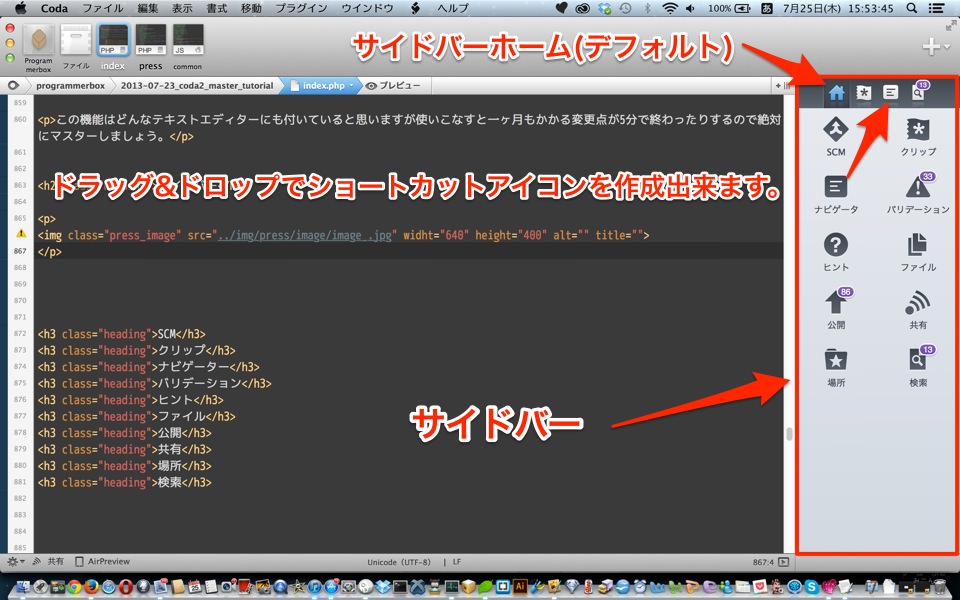 Coda ファイル 編集 表示 書式 移動 プラグイン ウインドウ ヘルプ 100% あ 7月25日(木) 15:53:45
PHP PHP JS
Programmerbox ファイル index press common
サイドバーホーム(デフォルト)
programmerbox 2013-07-23_coda2_master_tutorial index.php プレビュー
13
859
860 <p>この機能はどんなテキストエディターにも付いていると思いますが使いこなすと一ヶ月もかかる変更点が5分で終わったりするので絶対
にマスターしましょう。</p>
861
862
863 <h2
ドラッグ&ドロップでショートカットアイコンを作成出来ます。
864
865 <p>
866 <img class="press_image" src="../img/press/image/image_.jpg" widht="640" height="400" alt="" title="">
867 </p>
868
869
870
871
872 <h3 class="heading">SCM</h3>
873 <h3 class="heading">クリップ</h3>
874 <h3 class="heading">ナビゲーター</h3>
875 <h3 class="heading">バリデーション</h3>
876 <h3 class="heading">ヒント</h3>
877 <h3 class="heading">ファイル</h3>
878 <h3 class="heading">公開</h3>
879 <h3 class="heading">共有</h3>
880 <h3 class="heading">場所</h3>
881 <h3 class="heading">検索</h3>
882
883
884
885
サイドバー
SCM クリップ
33
ナビゲータ バリデーション
ヒント ファイル
86
公開 共有
13
場所 検索
共有 AirPreview Unicode (UTF-8) LF 867:4